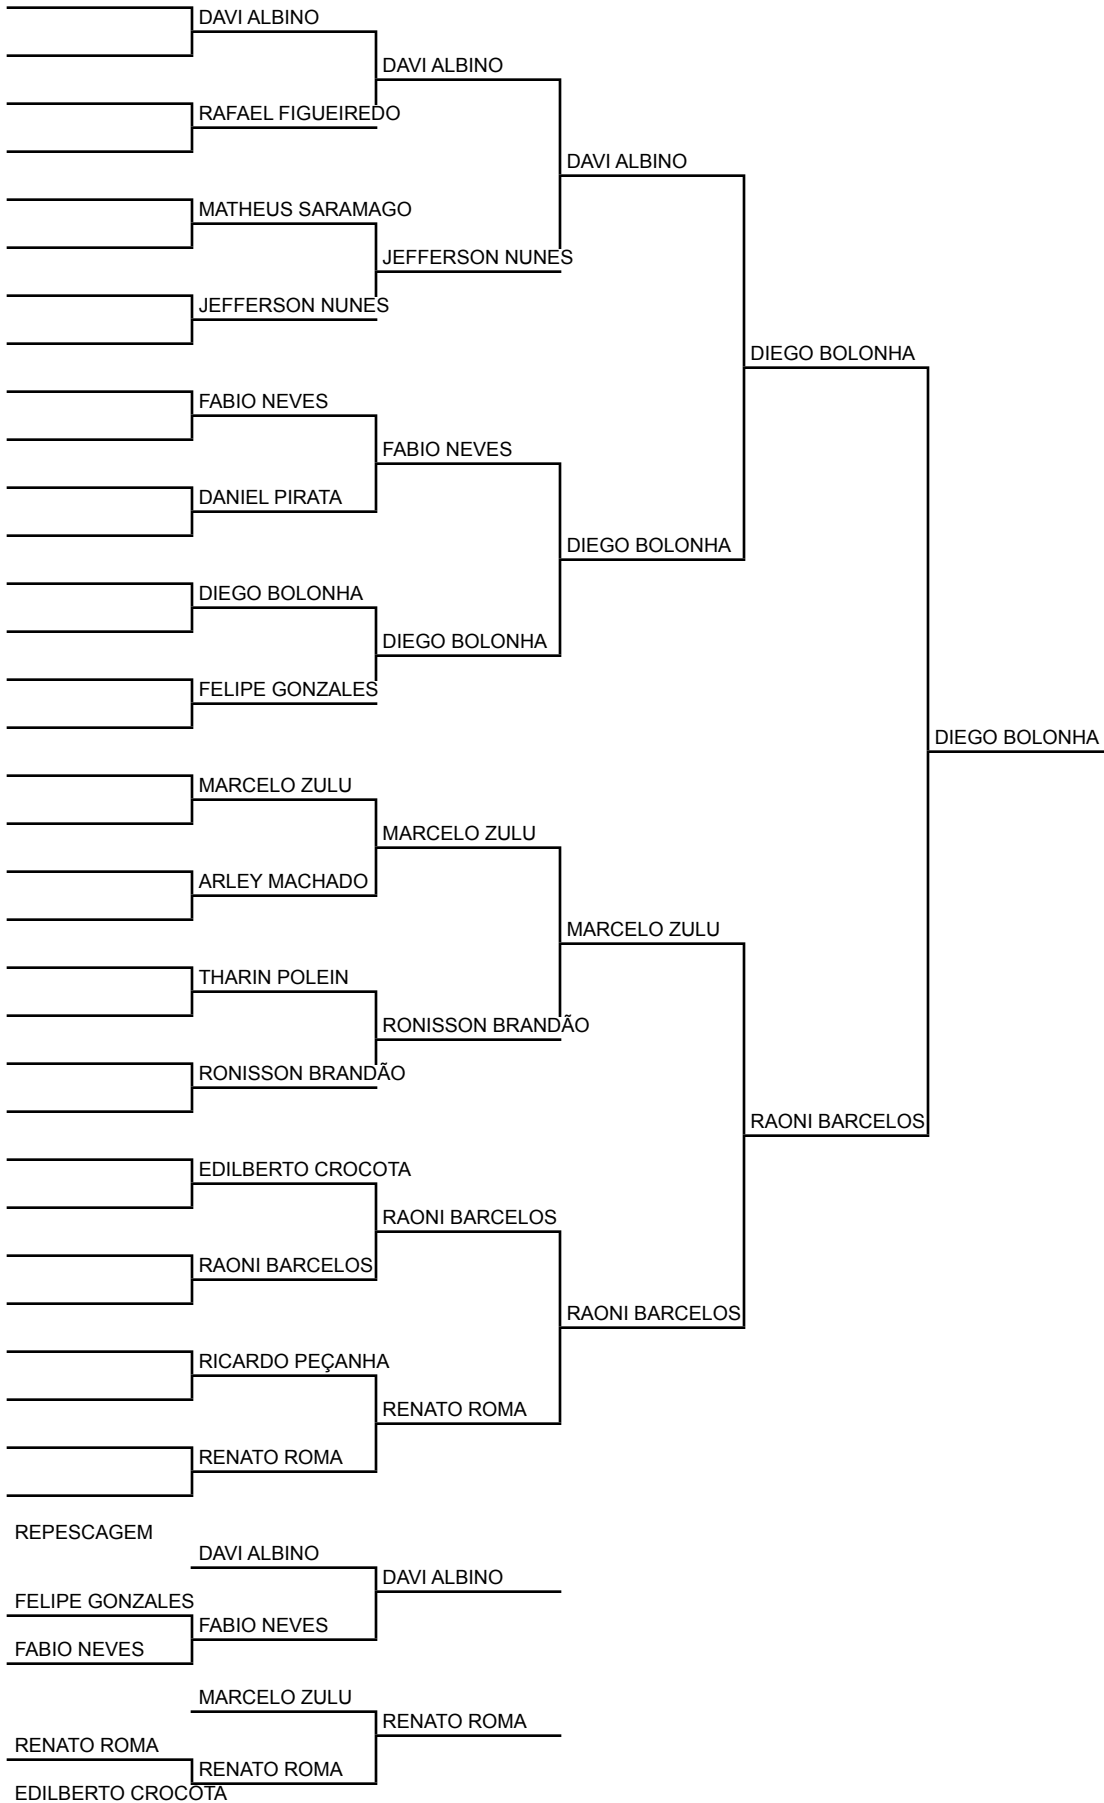 DAVI ALBINO
DAVI ALBINO
RAFAEL FIGUEIREDO
DAVI ALBINO
MATHEUS SARAMAGO
JEFFERSON NUNES
JEFFERSON NUNES
DIEGO BOLONHA
FABIO NEVES
FABIO NEVES
DANIEL PIRATA
DIEGO BOLONHA
DIEGO BOLONHA
DIEGO BOLONHA
FELIPE GONZALES
DIEGO BOLONHA
MARCELO ZULU
MARCELO ZULU
ARLEY MACHADO
MARCELO ZULU
THARIN POLEIN
RONISSON BRANDÃO
RONISSON BRANDÃO
RAONI BARCELOS
EDILBERTO CROCOTA
RAONI BARCELOS
RAONI BARCELOS
RAONI BARCELOS
RICARDO PEÇANHA
RENATO ROMA
RENATO ROMA
REPESCAGEM
DAVI ALBINO
DAVI ALBINO
FELIPE GONZALES
FABIO NEVES
FABIO NEVES
MARCELO ZULU
RENATO ROMA
RENATO ROMA
RENATO ROMA
EDILBERTO CROCOTA